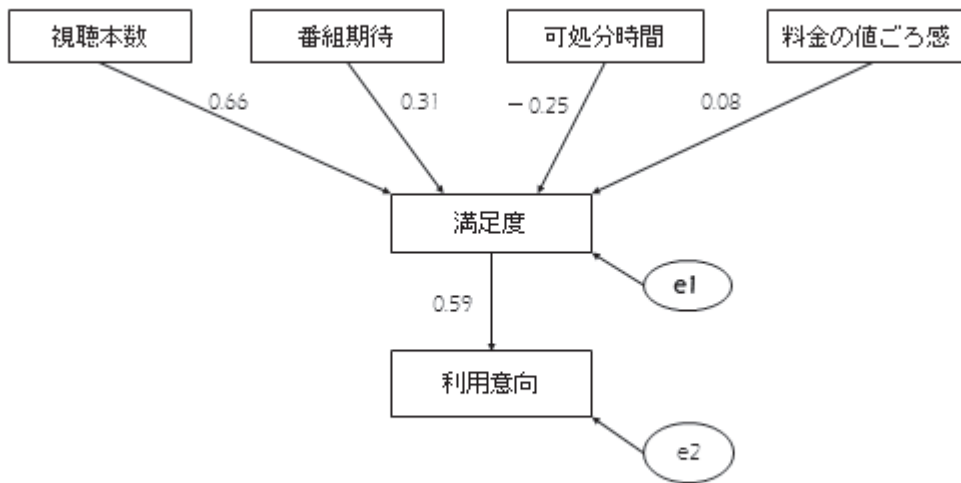 視聴本数
番組期待
可処分時間
料金の値ごろ感
0.66
0.31
－0.25
0.08
満足度
e1
0.59
利用意向
e2